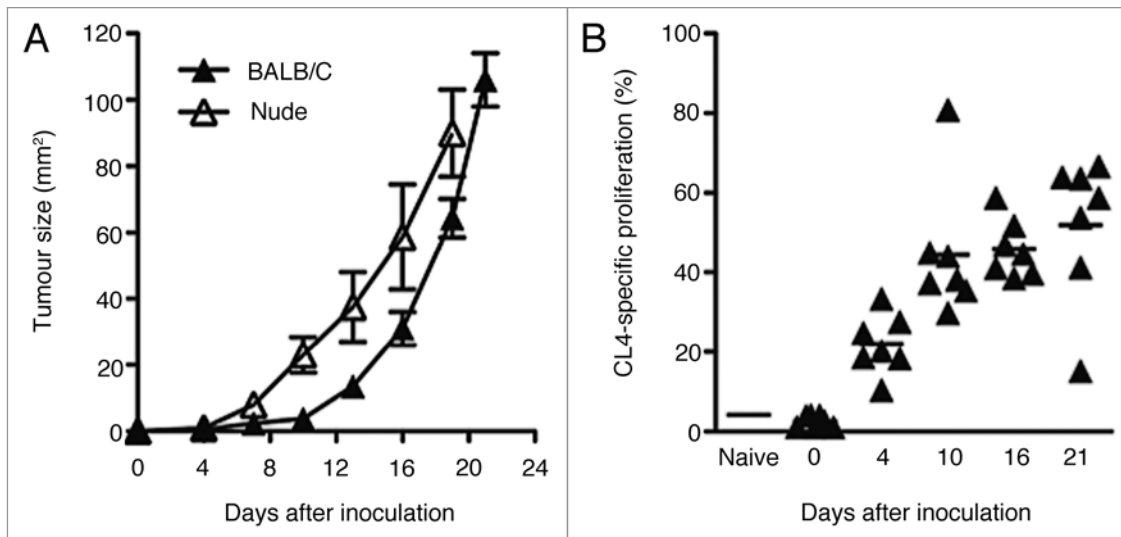 A
120
100
80
60
40
20
0
Tumour size (mm²)
BALB/C
Nude
0 4 8 12 16 20 24
Days after inoculation
B
100
80
60
40
20
0
CL4-specific proliferation (%)
Naive 0 4 10 16 21
Days after inoculation